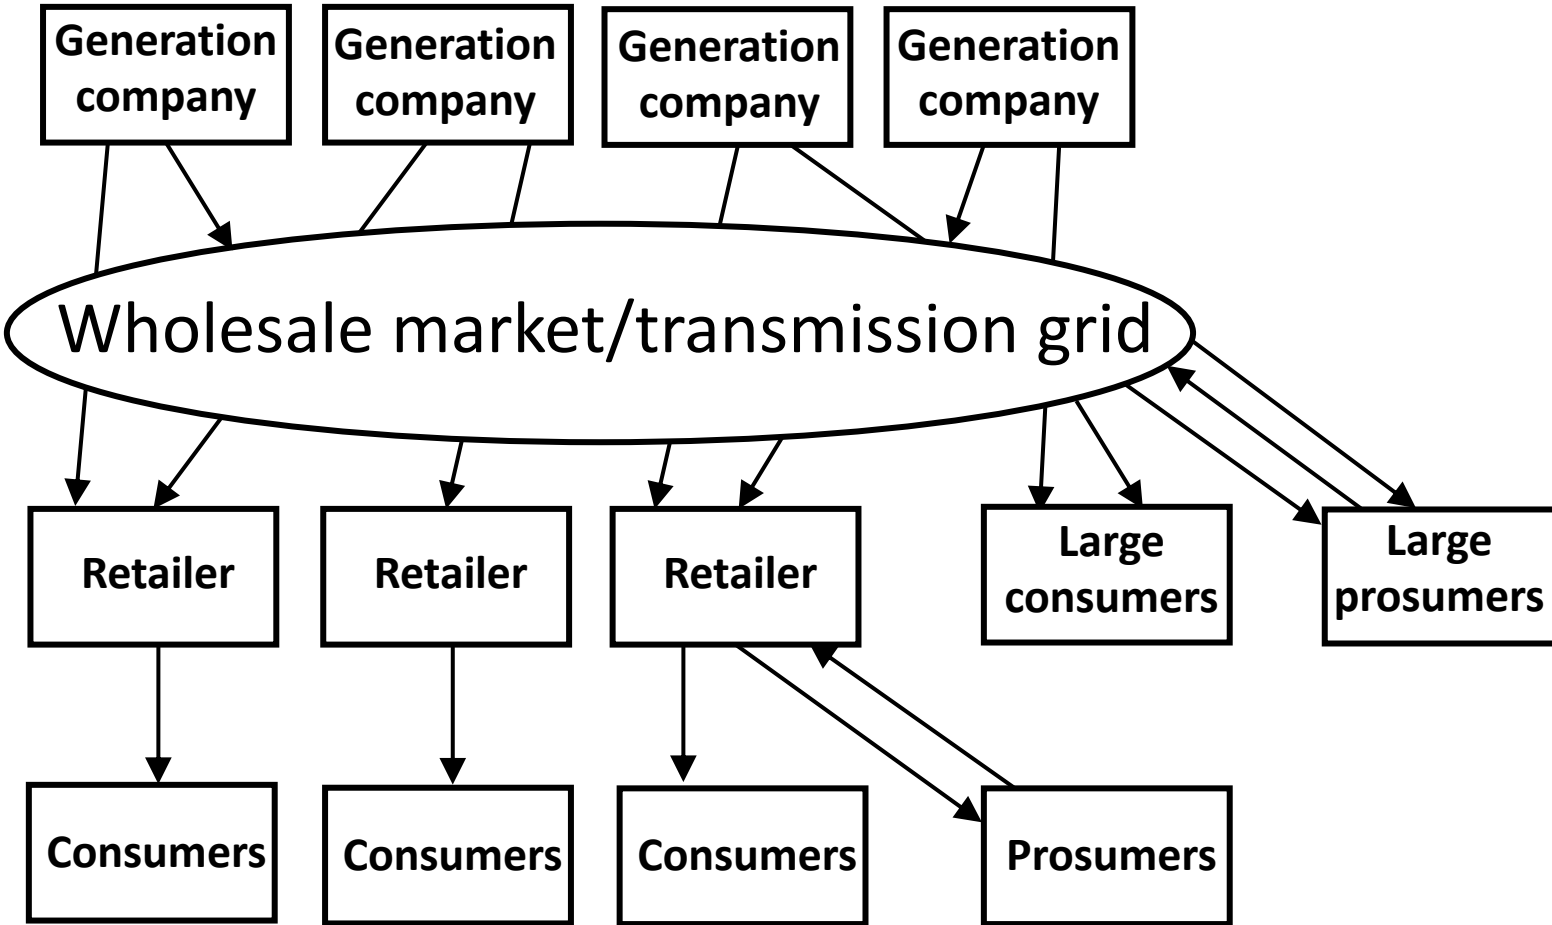 Generation
company
Generation
company
Generation
company
Generation
company
Wholesale market/transmission grid
Retailer
Retailer
Retailer
Large
consumers
Large
prosumers
Consumers
Consumers
Consumers
Prosumers